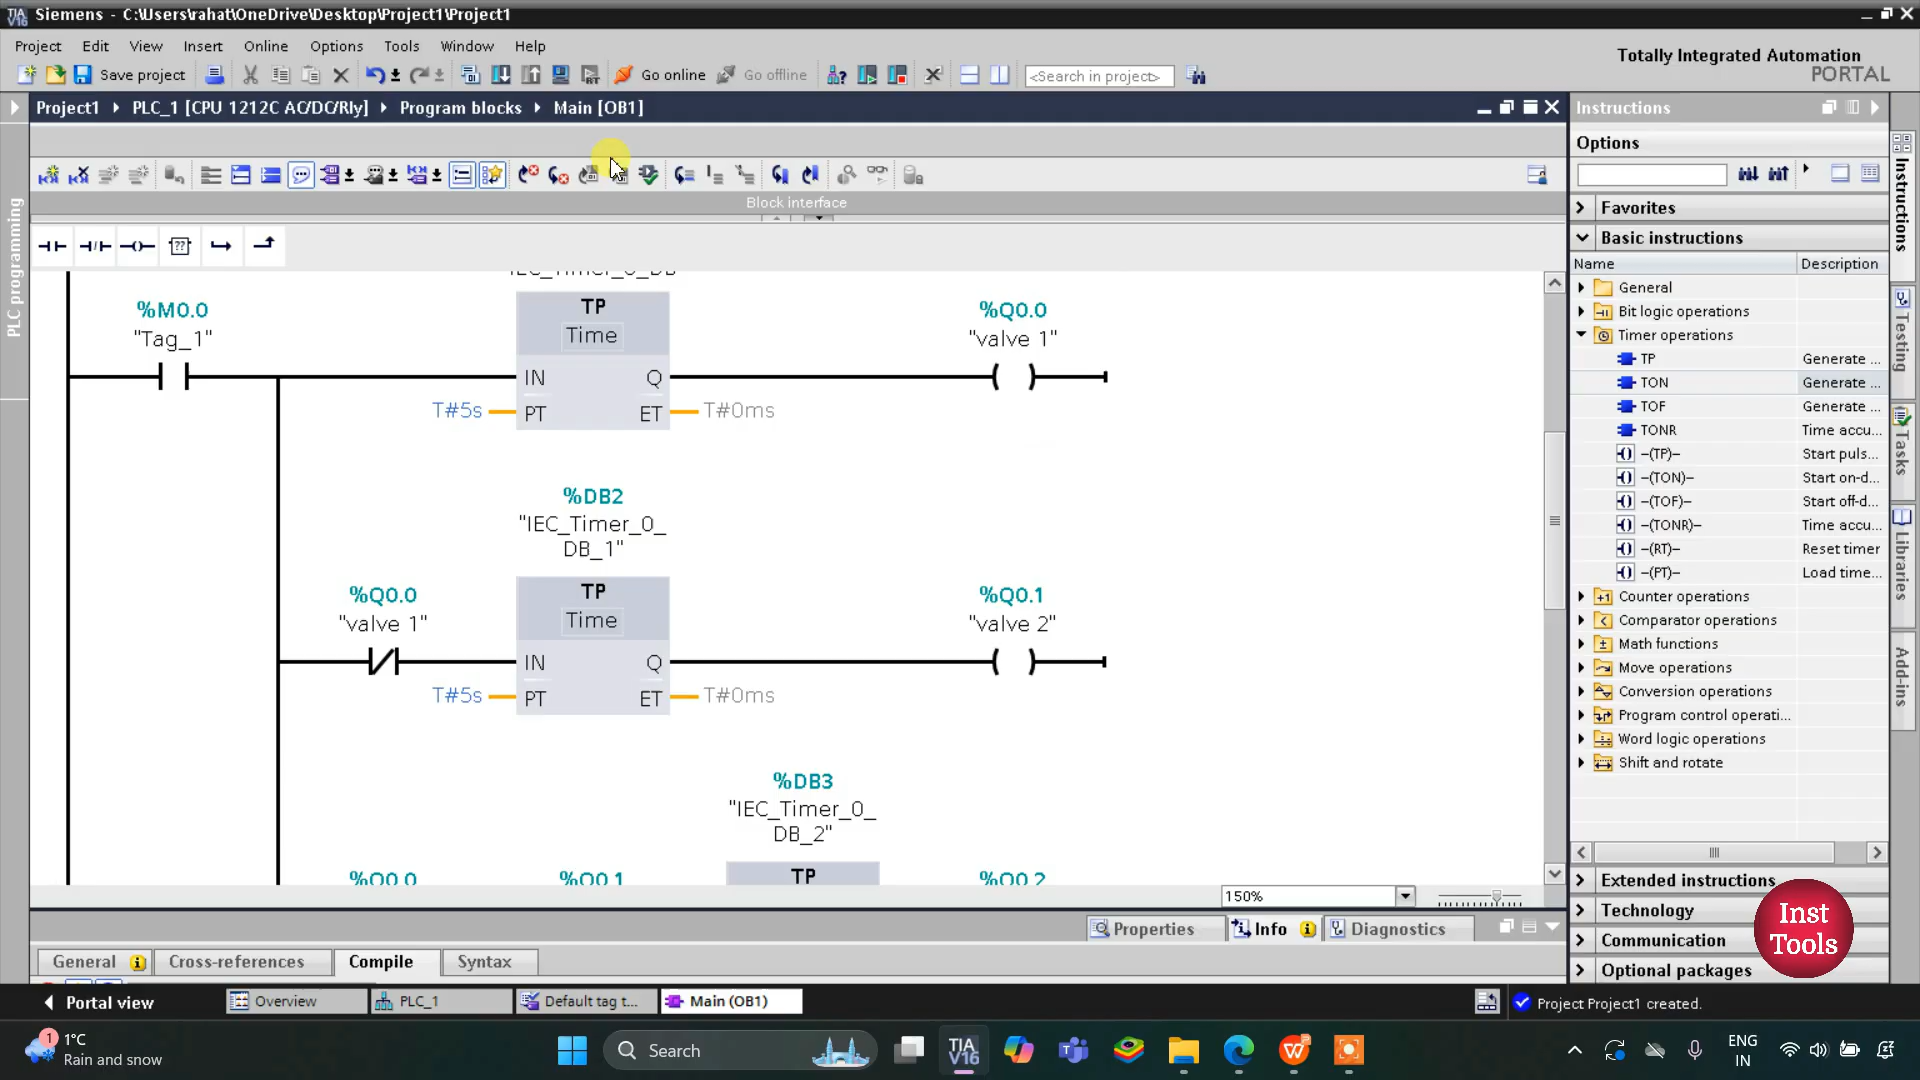 Siemens - C:\Users\rahat\OneDrive\Desktop\Project1\Project1
Project Edit View Insert Online Options Tools Window Help
Totally Integrated Automation
PORTAL
Save project
Go online
Go offline
<Search in project>
Project1 PLC_1 [CPU 1212C AC/DC/Rly] Program blocks Main [OB1]
Block interface
PLC programming
%M0.0
"Tag_1"
TP
Time
IN Q
T#5s PT ET T#0ms
%Q0.0
"valve 1"
%DB2
"IEC_Timer_0_
DB_1"
%Q0.0
"valve 1"
TP
Time
IN Q
T#5s PT ET T#0ms
%Q0.1
"valve 2"
%DB3
"IEC_Timer_0_
DB_2"
TP
%Q0.0 %Q0.1 %Q0.2
150%
Properties Info Diagnostics
General Cross-references Compile Syntax
Instructions
Options
Favorites
Basic instructions
Name Description
General
Bit logic operations
Timer operations
TP Generate ...
TON Generate ...
TOF Generate ...
TONR Time accu...
-(TP)- Start puls...
-(TON)- Start on-d...
-(TOF)- Start off-d...
-(TONR)- Time accu...
-(RT)- Reset timer
-(PT)- Load time...
Counter operations
Comparator operations
Math functions
Move operations
Conversion operations
Program control operati...
Word logic operations
Shift and rotate
Extended instructions
Technology
Communication
Optional packages
Instructions
Testing
Tasks
Libraries
Add-ins
Inst
Tools
Portal view
Overview
PLC_1
Default tag t...
Main (OB1)
Project Project1 created.
1
1°C
Rain and snow
Search
TIA
V16
ENG
IN